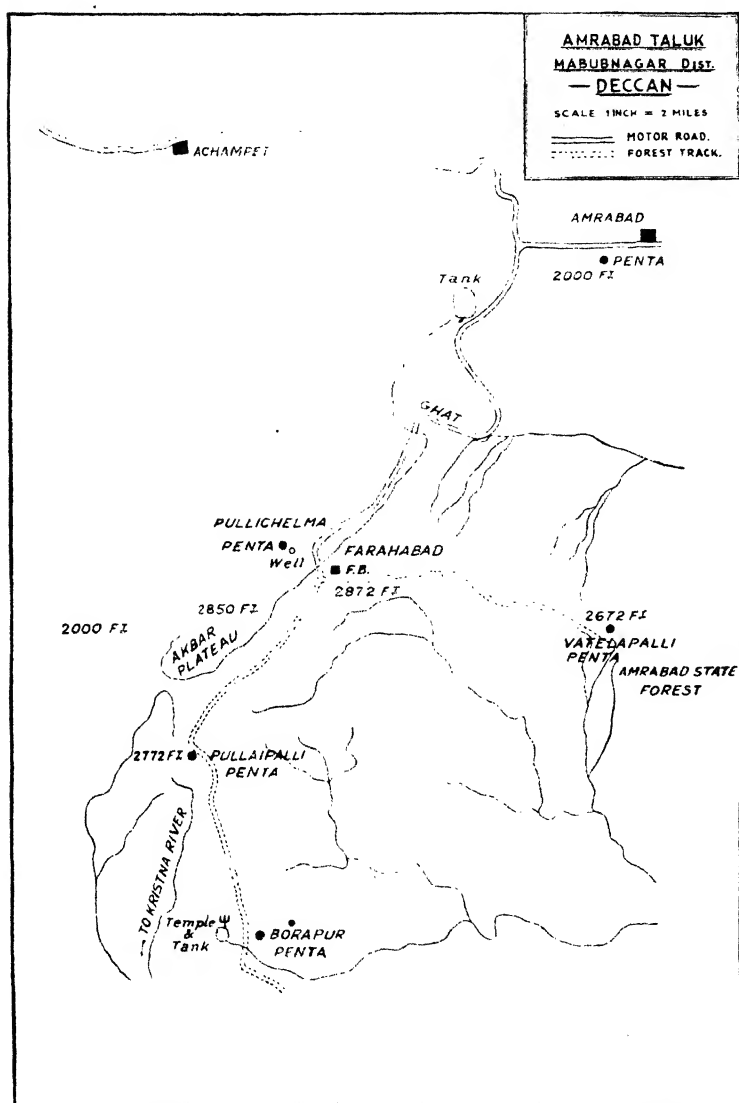 AMRABAD TALUK
MABUBNAGAR DIST.
— DECCAN —
SCALE 1 INCH = 2 MILES
MOTOR ROAD.
FOREST TRACK.
ACHAMPET
AMRABAD
PENTA
2000 FT
Tank
GHAT
PULLICHELMA
PENTA
Well
FARAHABAD
F.B.
2872 FT
2850 FT
2000 FT
AKBAR
PLATEAU
2672 FT
VATELAPALLI
PENTA
AMRABAD STATE
FOREST
2772 FT
PULLAIPALLI
PENTA
TO KRISTNA RIVER
Temple
&
Tank
BORAPUR
PENTA